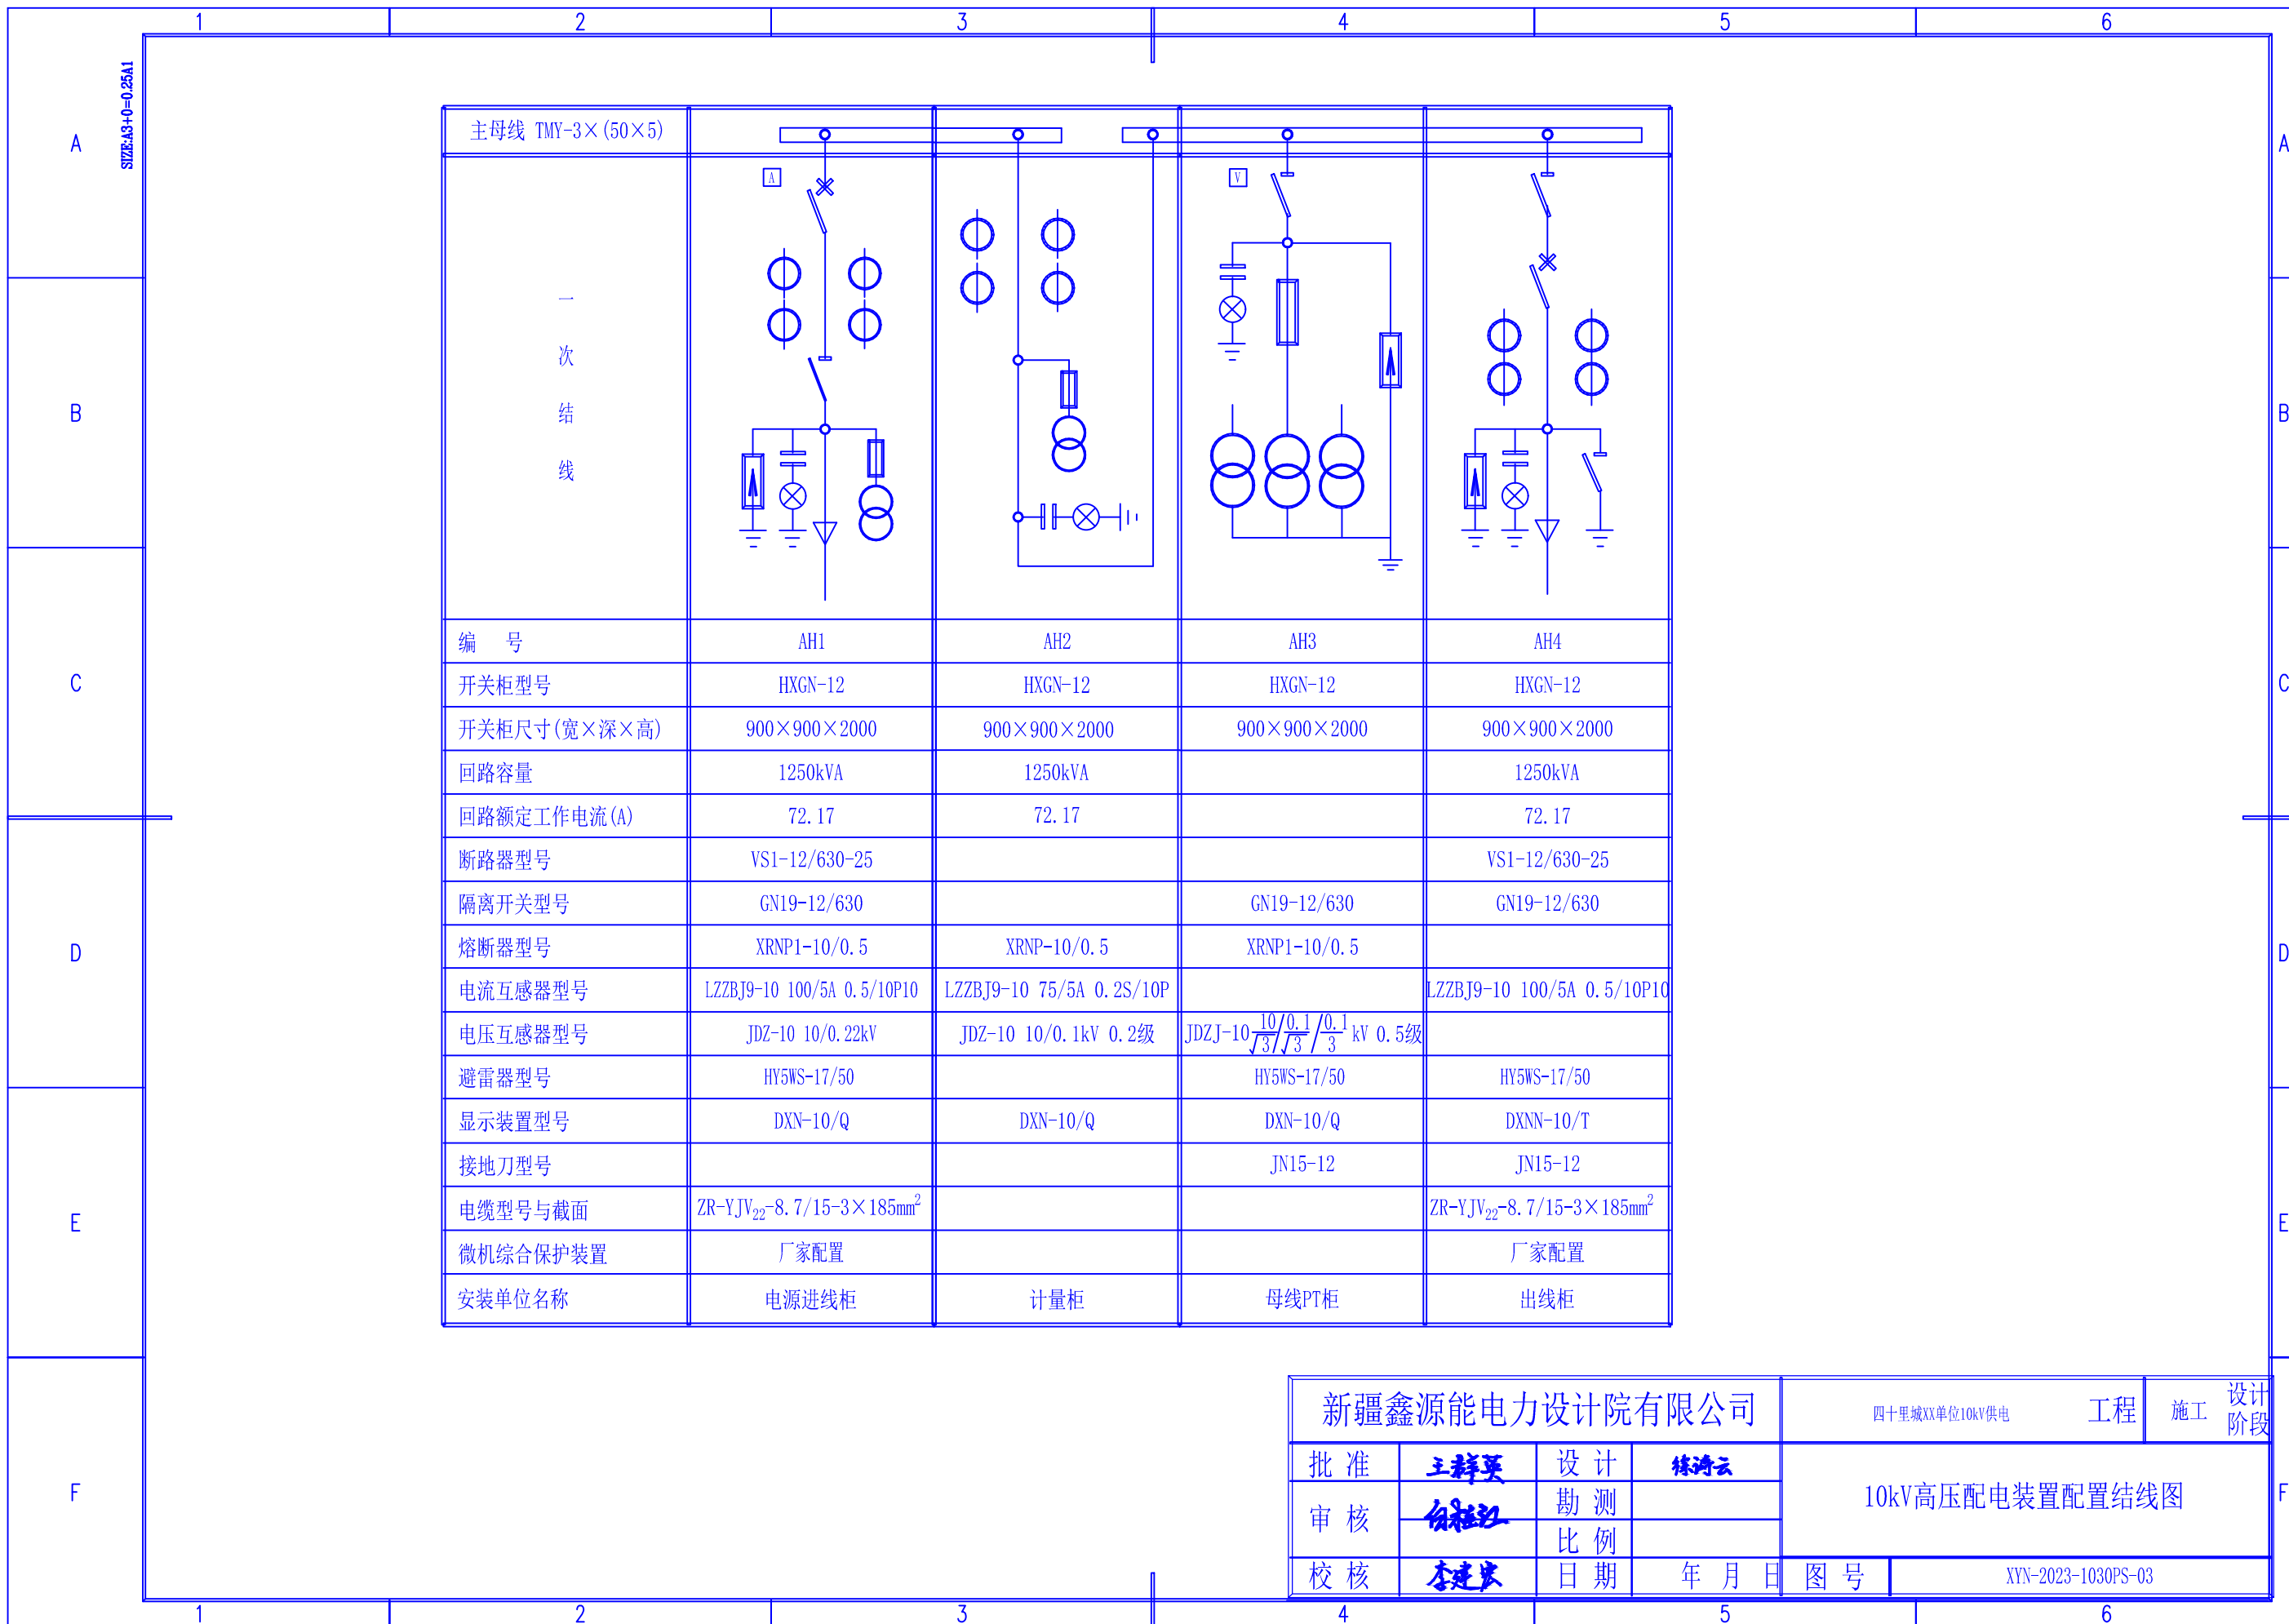 1 2 3 4 5 6
SIZE:A3+0=0.25A1
A A
B B
C C
D D
E E
F F
主母线 TMY-3×(50×5)
A V
一
次
结
线
编 号 AH1 AH2 AH3 AH4
开关柜型号 HXGN-12 HXGN-12 HXGN-12 HXGN-12
开关柜尺寸(宽×深×高) 900×900×2000 900×900×2000 900×900×2000 900×900×2000
回路容量 1250kVA 1250kVA 1250kVA
回路额定工作电流(A) 72.17 72.17 72.17
断路器型号 VS1-12/630-25 VS1-12/630-25
隔离开关型号 GN19-12/630 GN19-12/630 GN19-12/630
熔断器型号 XRNP1-10/0.5 XRNP-10/0.5 XRNP1-10/0.5
电流互感器型号 LZZBJ9-10 100/5A 0.5/10P10 LZZBJ9-10 75/5A 0.2S/10P LZZBJ9-10 100/5A 0.5/10P10
电压互感器型号 JDZ-10 10/0.22kV JDZ-10 10/0.1kV 0.2级 JDZJ-10 10/√3/0.1/√3/0.1/3 kV 0.5级
避雷器型号 HY5WS-17/50 HY5WS-17/50 HY5WS-17/50
显示装置型号 DXN-10/Q DXN-10/Q DXN-10/Q DXNN-10/T
接地刀型号 JN15-12 JN15-12
电缆型号与截面 ZR-YJV22-8.7/15-3×185mm² ZR-YJV22-8.7/15-3×185mm²
微机综合保护装置 厂家配置 厂家配置
安装单位名称 电源进线柜 计量柜 母线PT柜 出线柜
新疆鑫源能电力设计院有限公司 四十里城XX单位10kV供电 工程 施工 设计
阶段
批 准 王群英 设 计
审 核 勘 测
比 例
10kV高压配电装置配置结线图
校 核 李建宏 日 期 年 月 日 图 号 XYN-2023-1030PS-03
1 2 3 4 5 6